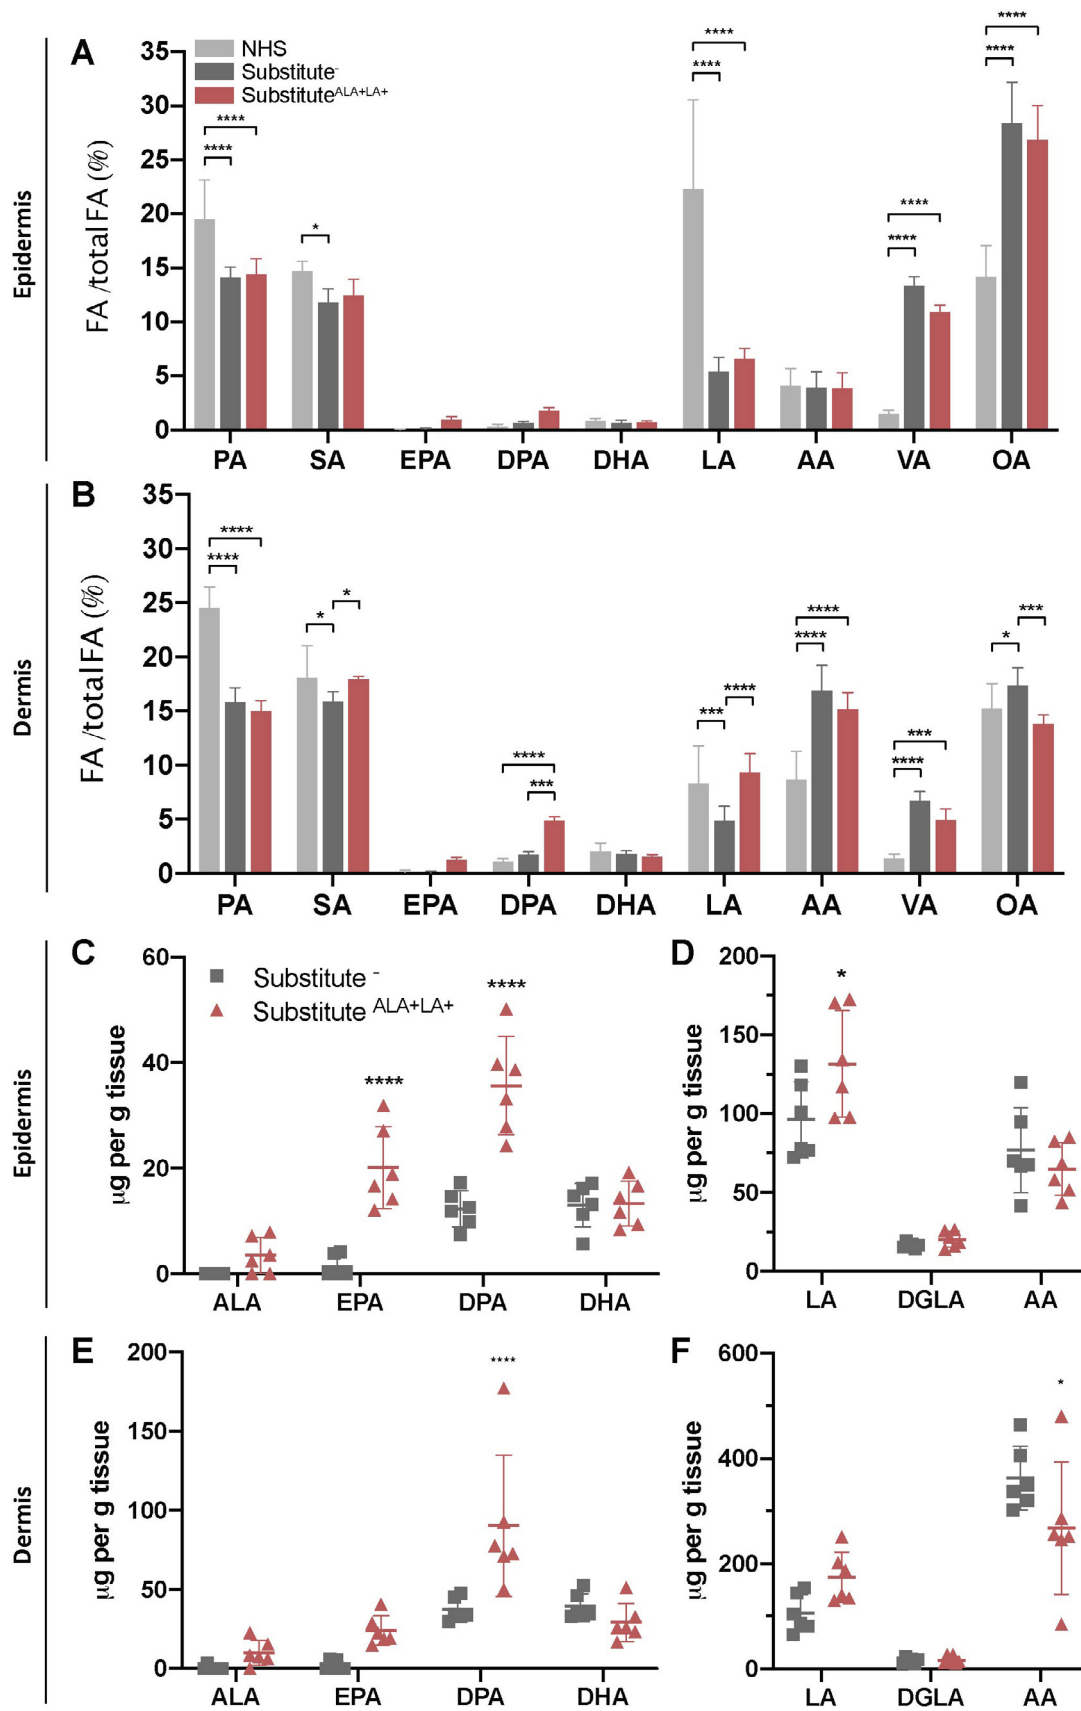 A
NHS
Substitute-
SubstituteALA+LA+
Epidermis
FA /total FA (%)
35
30
25
20
15
10
5
0
**** **** * **** **** **** **** **** ****
PA SA EPA DPA DHA LA AA VA OA
B
Dermis
FA /total FA (%)
35
30
25
20
15
10
5
0
**** **** * * **** *** *** **** **** **** *** **** * ***
PA SA EPA DPA DHA LA AA VA OA
C
Substitute -
Substitute ALA+LA+
Epidermis
µg per g tissue
60
40
20
0
**** ****
ALA EPA DPA DHA
D
µg per g tissue
200
150
100
50
0
*
LA DGLA AA
E
Dermis
µg per g tissue
200
150
100
50
0
****
ALA EPA DPA DHA
F
µg per g tissue
600
400
200
0
*
LA DGLA AA